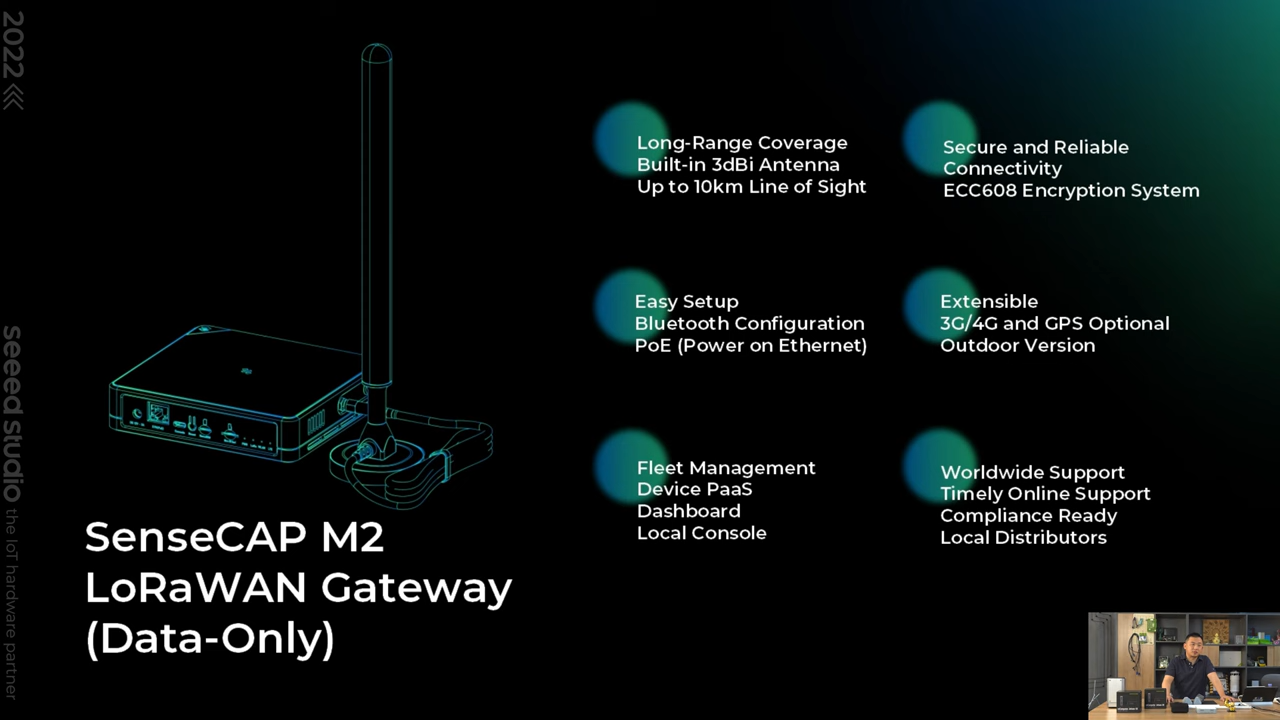 2022
seeed studio the IoT hardware partner
SenseCAP M2
LoRaWAN Gateway
(Data-Only)
Long-Range Coverage
Built-in 3dBi Antenna
Up to 10km Line of Sight
Secure and Reliable
Connectivity
ECC608 Encryption System
Easy Setup
Bluetooth Configuration
PoE (Power on Ethernet)
Extensible
3G/4G and GPS Optional
Outdoor Version
Fleet Management
Device PaaS
Dashboard
Local Console
Worldwide Support
Timely Online Support
Compliance Ready
Local Distributors